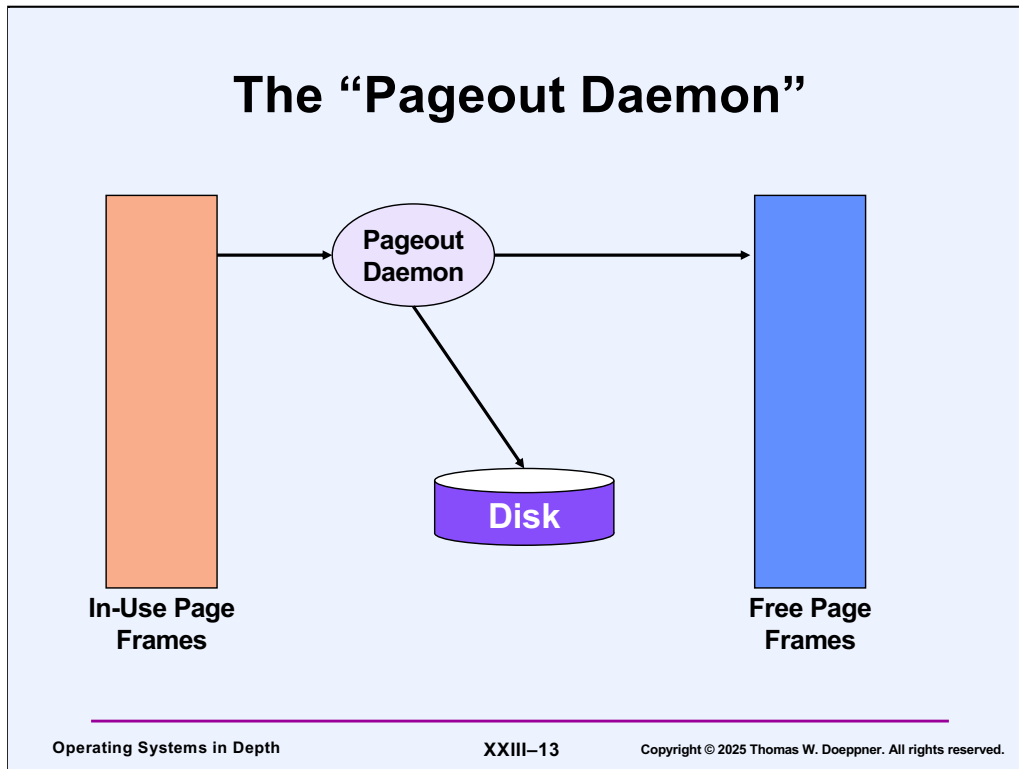 The “Pageout Daemon”
Pageout
Daemon
Disk
In-Use Page
Frames
Free Page
Frames
Operating Systems in Depth
XXIII–13
Copyright © 2025 Thomas W. Doeppner. All rights reserved.